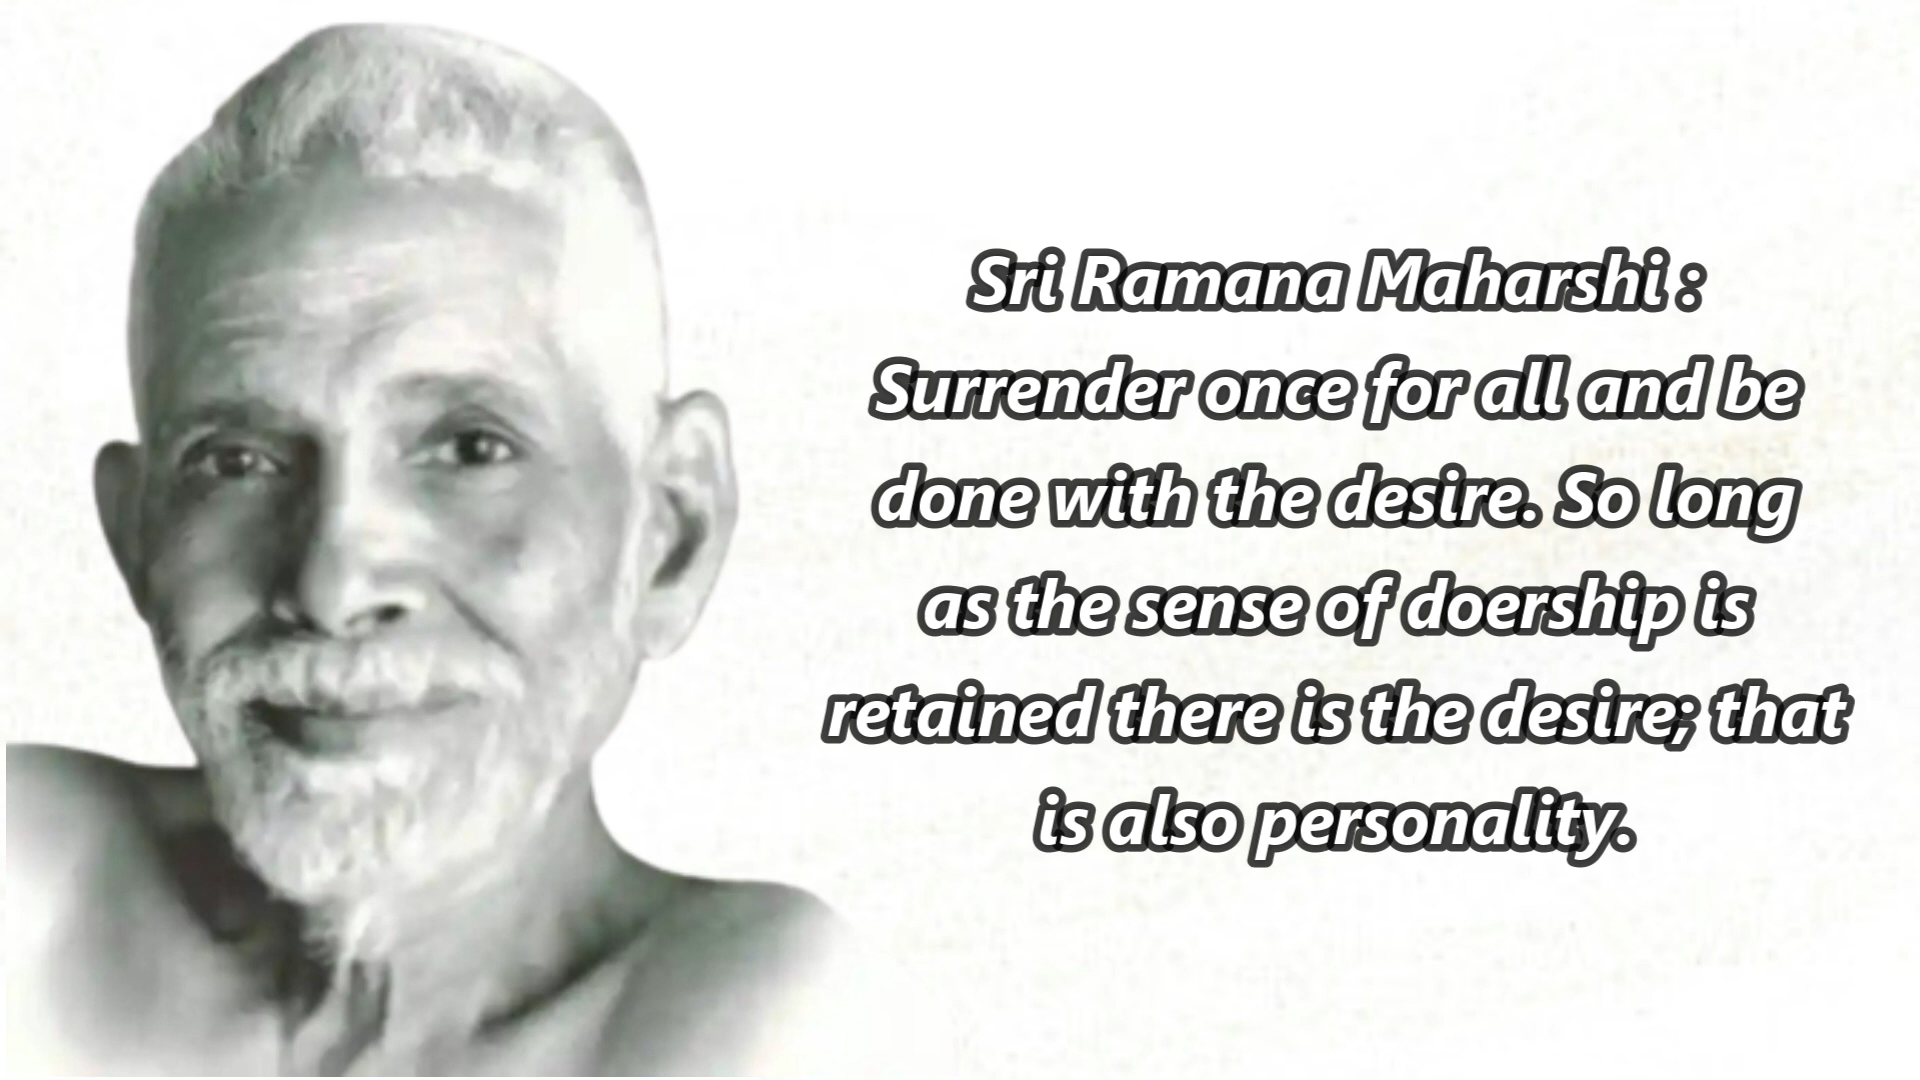 Sri Ramana Maharshi :
Surrender once for all and be
done with the desire. So long
as the sense of doership is
retained there is the desire; that
is also personality.